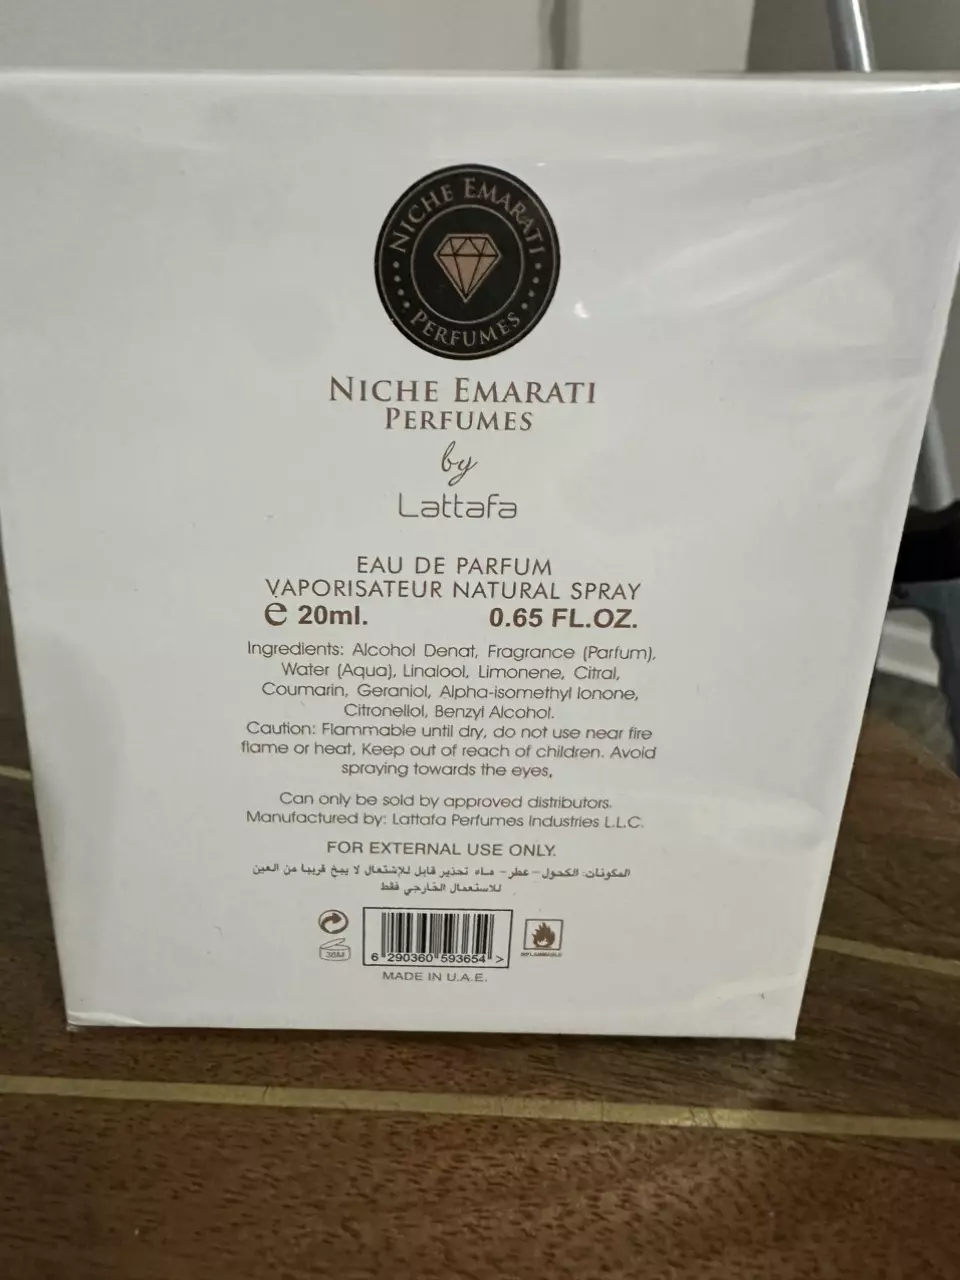 NICHE EMARATI
PERFUMES
NICHE EMARATI
PERFUMES
by
Lattafa
EAU DE PARFUM
VAPORISATEUR NATURAL SPRAY
℮ 20ml. 0.65 FL.OZ.
Ingredients: Alcohol Denat, Fragrance (Parfum),
Water (Aqua), Linalool, Limonene, Citral,
Coumarin, Geraniol, Alpha-isomethyl Ionone,
Citronellol, Benzyl Alcohol.
Caution: Flammable until dry, do not use near fire
flame or heat, Keep out of reach of children. Avoid
spraying towards the eyes,
Can only be sold by approved distributors.
Manufactured by: Lattafa Perfumes Industries L.L.C.
FOR EXTERNAL USE ONLY.
المكونات: الكحول – عطر – ماء تحذير قابل للإشتعال لا يبخ قريبا من العين
للاستعمال الخارجي فقط
36M
6 290360 593654 >
INFLAMMABLE
MADE IN U.A.E.